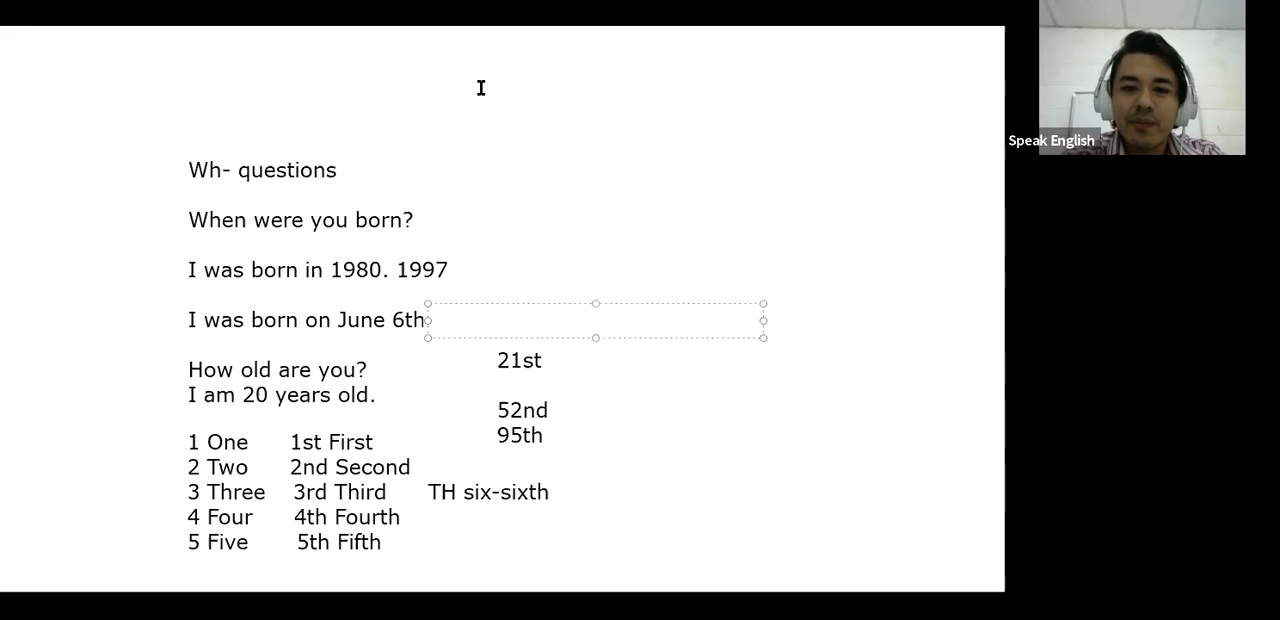 Speak English
Wh- questions
When were you born?
I was born in 1980. 1997
I was born on June 6th
21st
How old are you?
I am 20 years old.
52nd
95th
1 One 1st First
2 Two 2nd Second
3 Three 3rd Third TH six-sixth
4 Four 4th Fourth
5 Five 5th Fifth